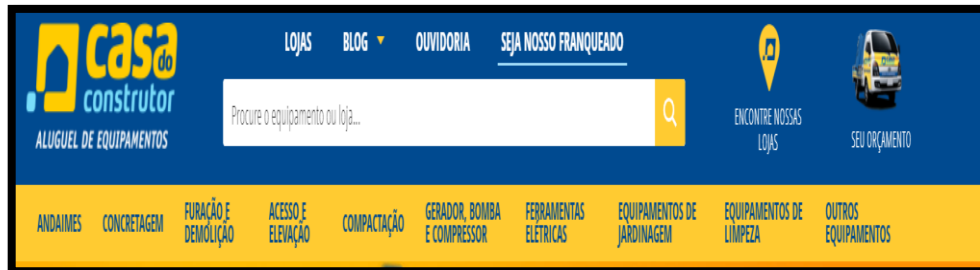 LOJAS BLOG OUVIDORIA SEJA NOSSO FRANQUEADO
casa do
construtor
ALUGUEL DE EQUIPAMENTOS
Procure o equipamento ou loja...
ENCONTRE NOSSAS
LOJAS
SEU ORÇAMENTO
ANDAIMES
CONCRETAGEM
FURAÇÃO E
DEMOLIÇÃO
ACESSO E
ELEVAÇÃO
COMPACTAÇÃO
GERADOR, BOMBA
E COMPRESSOR
FERRAMENTAS
ELÉTRICAS
EQUIPAMENTOS DE
JARDINAGEM
EQUIPAMENTOS DE
LIMPEZA
OUTROS
EQUIPAMENTOS